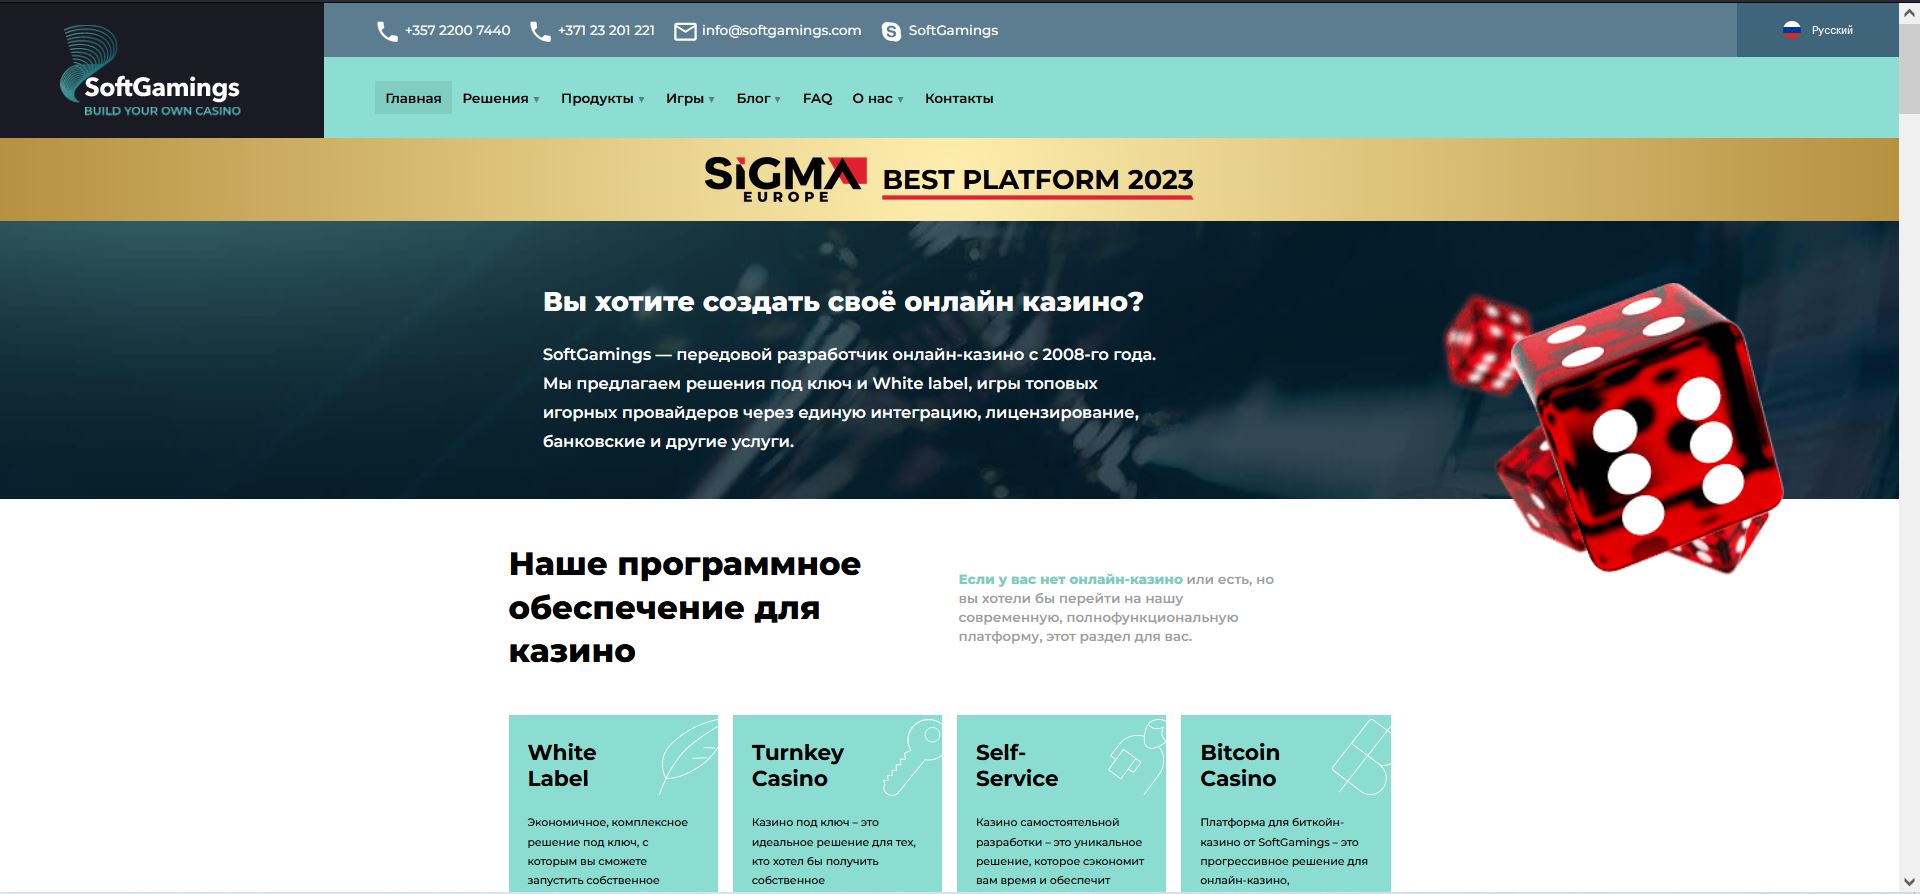 +357 2200 7440 +371 23 201 221 info@softgamings.com SoftGamings Русский
SoftGamings
BUILD YOUR OWN CASINO
Главная Решения Продукты Игры Блог FAQ О нас Контакты
SiGMA
EUROPE
BEST PLATFORM 2023
Вы хотите создать своё онлайн казино?
SoftGamings — передовой разработчик онлайн-казино с 2008-го года.
Мы предлагаем решения под ключ и White label, игры топовых
игорных провайдеров через единую интеграцию, лицензирование,
банковские и другие услуги.
Наше программное
обеспечение для
казино
Если у вас нет онлайн-казино или есть, но
вы хотели бы перейти на нашу
современную, полнофункциональную
платформу, этот раздел для вас.
White
Label
Экономичное, комплексное
решение под ключ, с
которым вы сможете
запустить собственное
Turnkey
Casino
Казино под ключ – это
идеальное решение для тех,
кто хотел бы получить
собственное
Self-
Service
Казино самостоятельной
разработки – это уникальное
решение, которое сэкономит
вам время и обеспечит
Bitcoin
Casino
Платформа для биткойн-
казино от SoftGamings – это
прогрессивное решение для
онлайн-казино,